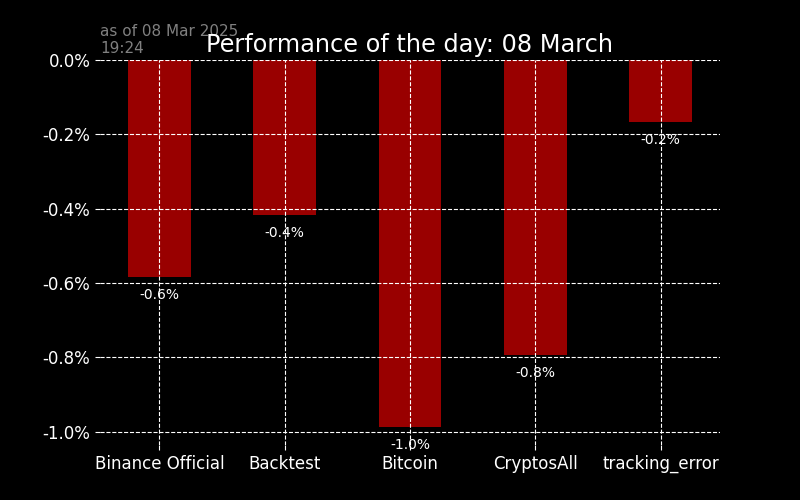 as of 08 Mar 2025
19:24
Performance of the day: 08 March
0.0%
-0.2%
-0.4%
-0.6%
-0.8%
-1.0%
-0.6%
-0.4%
-1.0%
-0.8%
-0.2%
Binance Official
Backtest
Bitcoin
CryptosAll
tracking_error